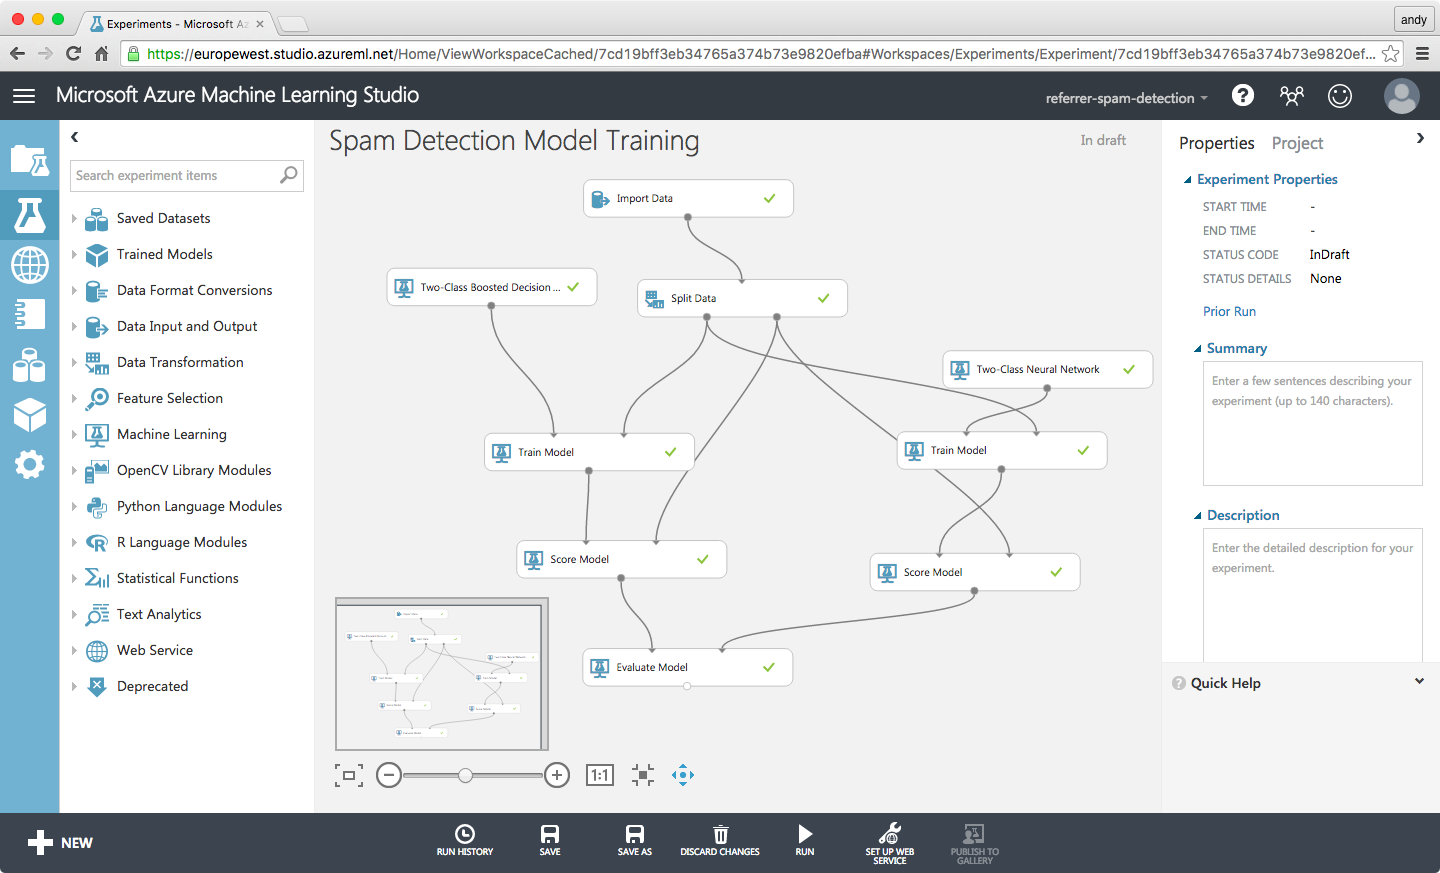 Experiments - Microsoft Az
andy
https://europewest.studio.azureml.net/Home/ViewWorkspaceCached/7cd19bff3eb34765a374b73e9820efba#Workspaces/Experiments/Experiment/7cd19bff3eb34765a374b73e9820ef...
Microsoft Azure Machine Learning Studio
referrer-spam-detection
?
Search experiment items
Saved Datasets
Trained Models
Data Format Conversions
Data Input and Output
Data Transformation
Feature Selection
Machine Learning
OpenCV Library Modules
Python Language Modules
R Language Modules
Statistical Functions
Text Analytics
Web Service
Deprecated
Spam Detection Model Training
In draft
Import Data
Two-Class Boosted Decision ...
Split Data
Two-Class Neural Network
Train Model
Train Model
Score Model
Score Model
Evaluate Model
1:1
Properties
Project
Experiment Properties
START TIME -
END TIME -
STATUS CODE InDraft
STATUS DETAILS None
Prior Run
Summary
Enter a few sentences describing your
experiment (up to 140 characters).
Description
Enter the detailed description for your
experiment.
? Quick Help
NEW
RUN HISTORY
SAVE
SAVE AS
DISCARD CHANGES
RUN
SET UP WEB
SERVICE
PUBLISH TO
GALLERY